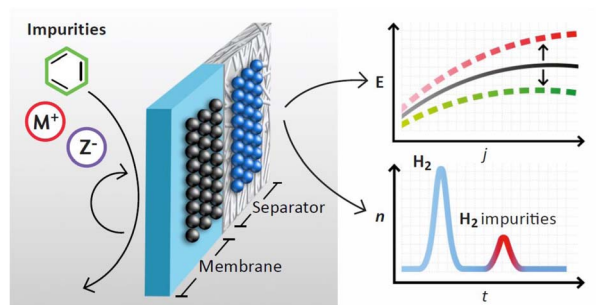 Impurities
M+
Z-
Separator
Membrane
E
j
H2
H2 impurities
n
t